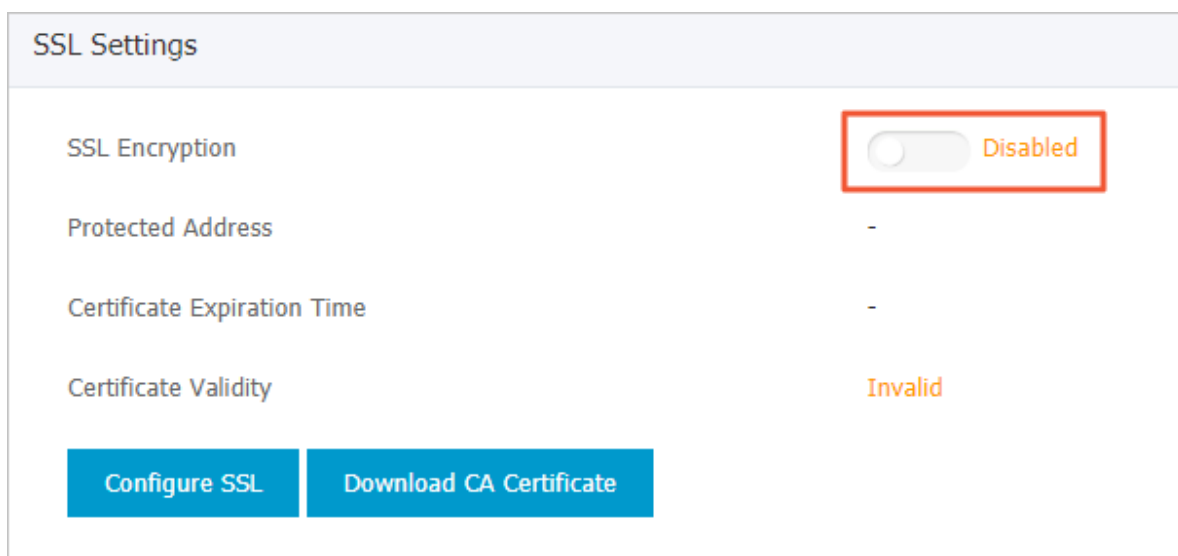 SSL Settings
SSL Encryption Disabled
Protected Address -
Certificate Expiration Time -
Certificate Validity Invalid
Configure SSL Download CA Certificate